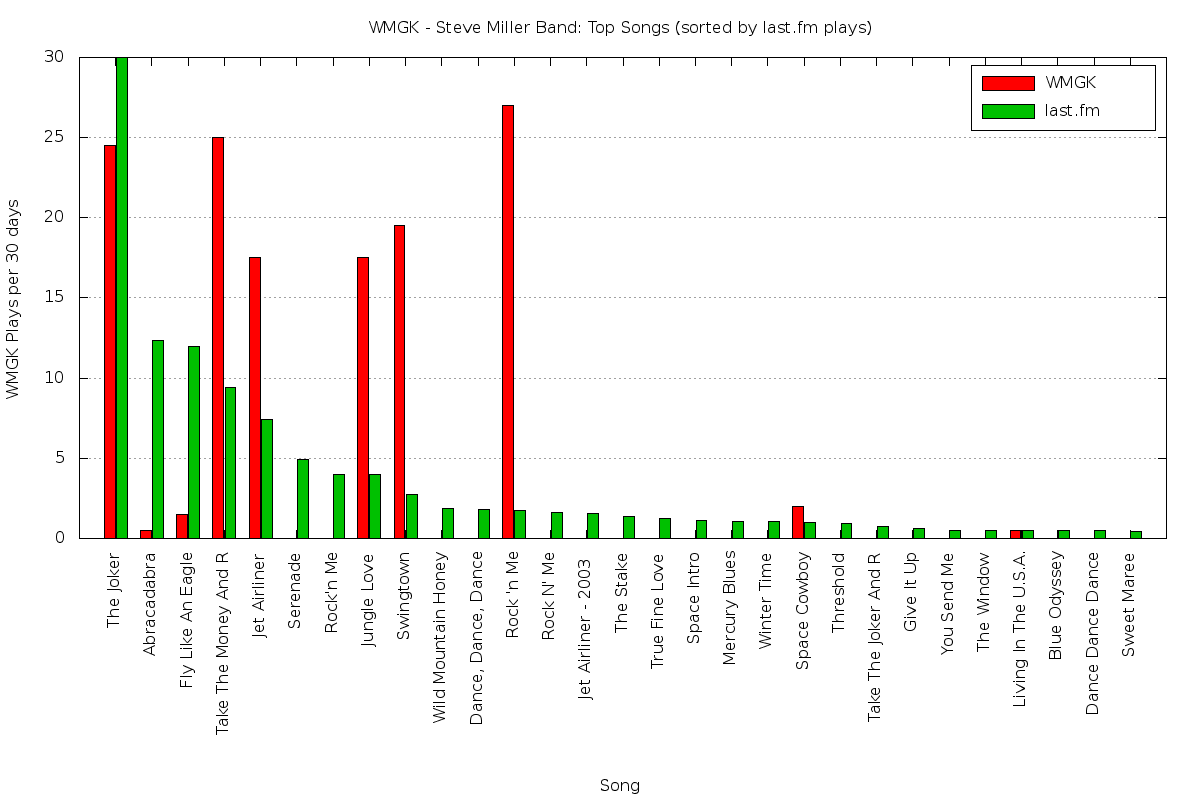 WMGK - Steve Miller Band: Top Songs (sorted by last.fm plays)
WMGK
last.fm
WMGK Plays per 30 days
30
25
20
15
10
5
0
The Joker
Abracadabra
Fly Like An Eagle
Take The Money And R
Jet Airliner
Serenade
Rock'n Me
Jungle Love
Swingtown
Wild Mountain Honey
Dance, Dance, Dance
Rock 'n Me
Rock N' Me
Jet Airliner - 2003
The Stake
True Fine Love
Space Intro
Mercury Blues
Winter Time
Space Cowboy
Threshold
Take The Joker And R
Give It Up
You Send Me
The Window
Living In The U.S.A.
Blue Odyssey
Dance Dance Dance
Sweet Maree
Song